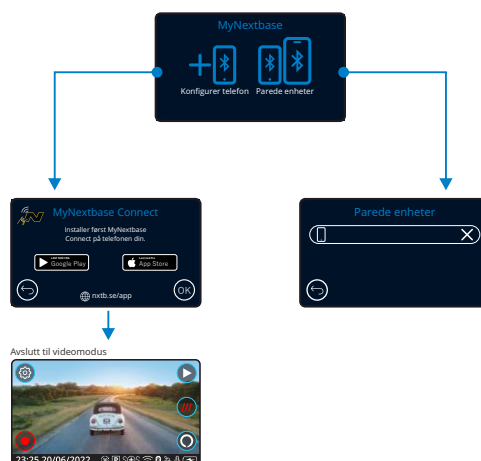 MyNextbase
Konfigurer telefon
Parede enheter
MyNextbase Connect
Installer først MyNextbase
Connect på telefonen din.
Google Play
App Store
nxtb.se/app
OK
Parede enheter
Avslutt til videomodus
23:25 20/06/2022